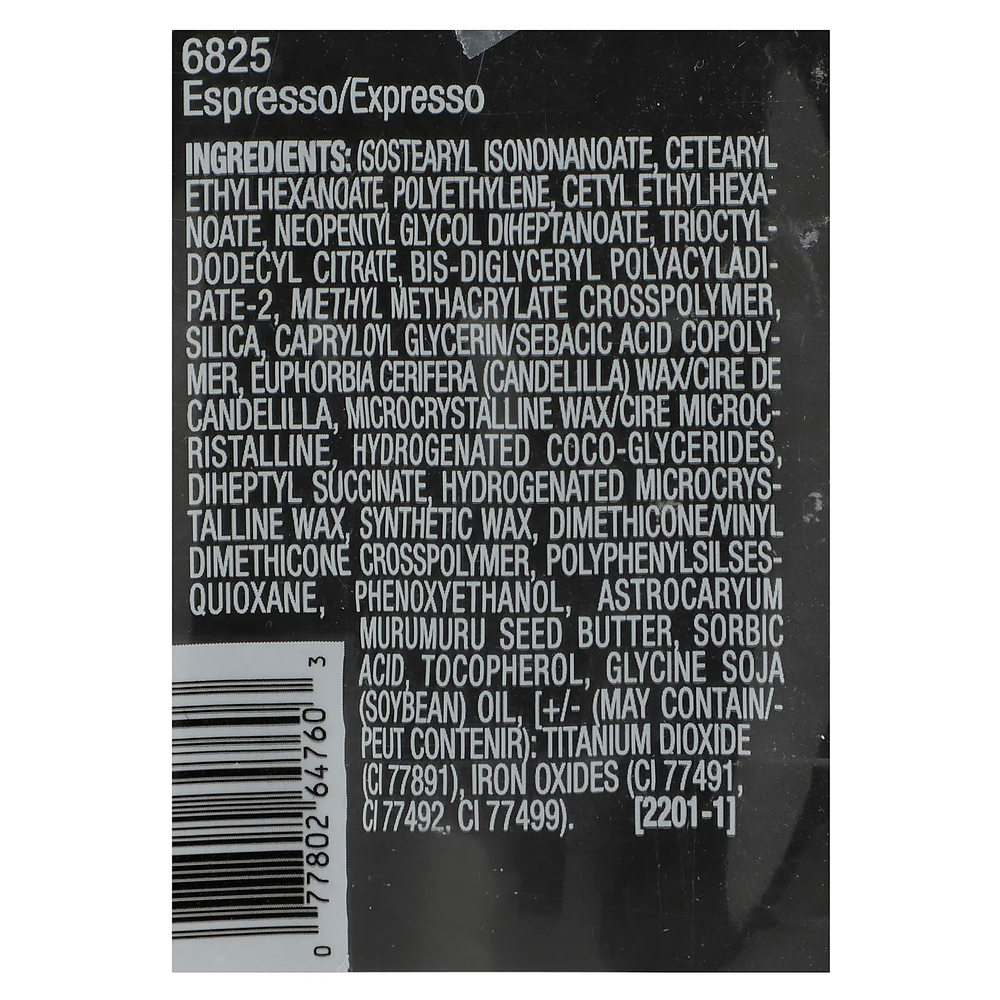 6825
Espresso/Expresso
INGREDIENTS: ISOSTEARYL ISONONANOATE, CETEARYL
ETHYLHEXANOATE, POLYETHYLENE, CETYL ETHYLHEXA-
NOATE, NEOPENTYL GLYCOL DIHEPTANOATE, TRIOCTYL-
DODECYL CITRATE, BIS-DIGLYCERYL POLYACYLADI-
PATE-2, METHYL METHACRYLATE CROSSPOLYMER,
SILICA, CAPRYLOYL GLYCERIN/SEBACIC ACID COPOLY-
MER, EUPHORBIA CERIFERA (CANDELILLA) WAX/CIRE DE
CANDELILLA, MICROCRYSTALLINE WAX/CIRE MICROC-
RISTALLINE, HYDROGENATED COCO-GLYCERIDES,
DIHEPTYL SUCCINATE, HYDROGENATED MICROCRYS-
TALLINE WAX, SYNTHETIC WAX, DIMETHICONE/VINYL
DIMETHICONE CROSSPOLYMER, POLYPHENYLSILSES-
QUIOXANE, PHENOXYETHANOL, ASTROCARYUM
MURUMURU SEED BUTTER, SORBIC
ACID, TOCOPHEROL, GLYCINE SOJA
(SOYBEAN) OIL, [+/- (MAY CONTAIN/-
PEUT CONTENIR): TITANIUM DIOXIDE
(CI 77891), IRON OXIDES (CI 77491,
CI 77492, CI 77499). [2201-1]
0 77802 64760 3